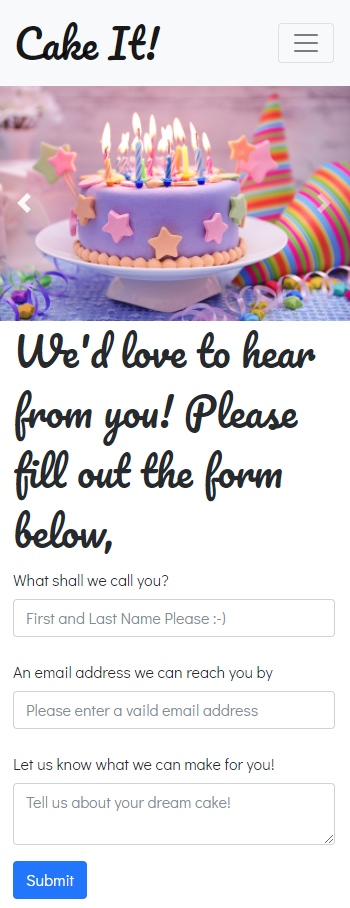 Cake It!
We'd love to hear
from you! Please
fill out the form
below,
What shall we call you?
First and Last Name Please :-)
An email address we can reach you by
Please enter a vaild email address
Let us know what we can make for you!
Tell us about your dream cake!
Submit